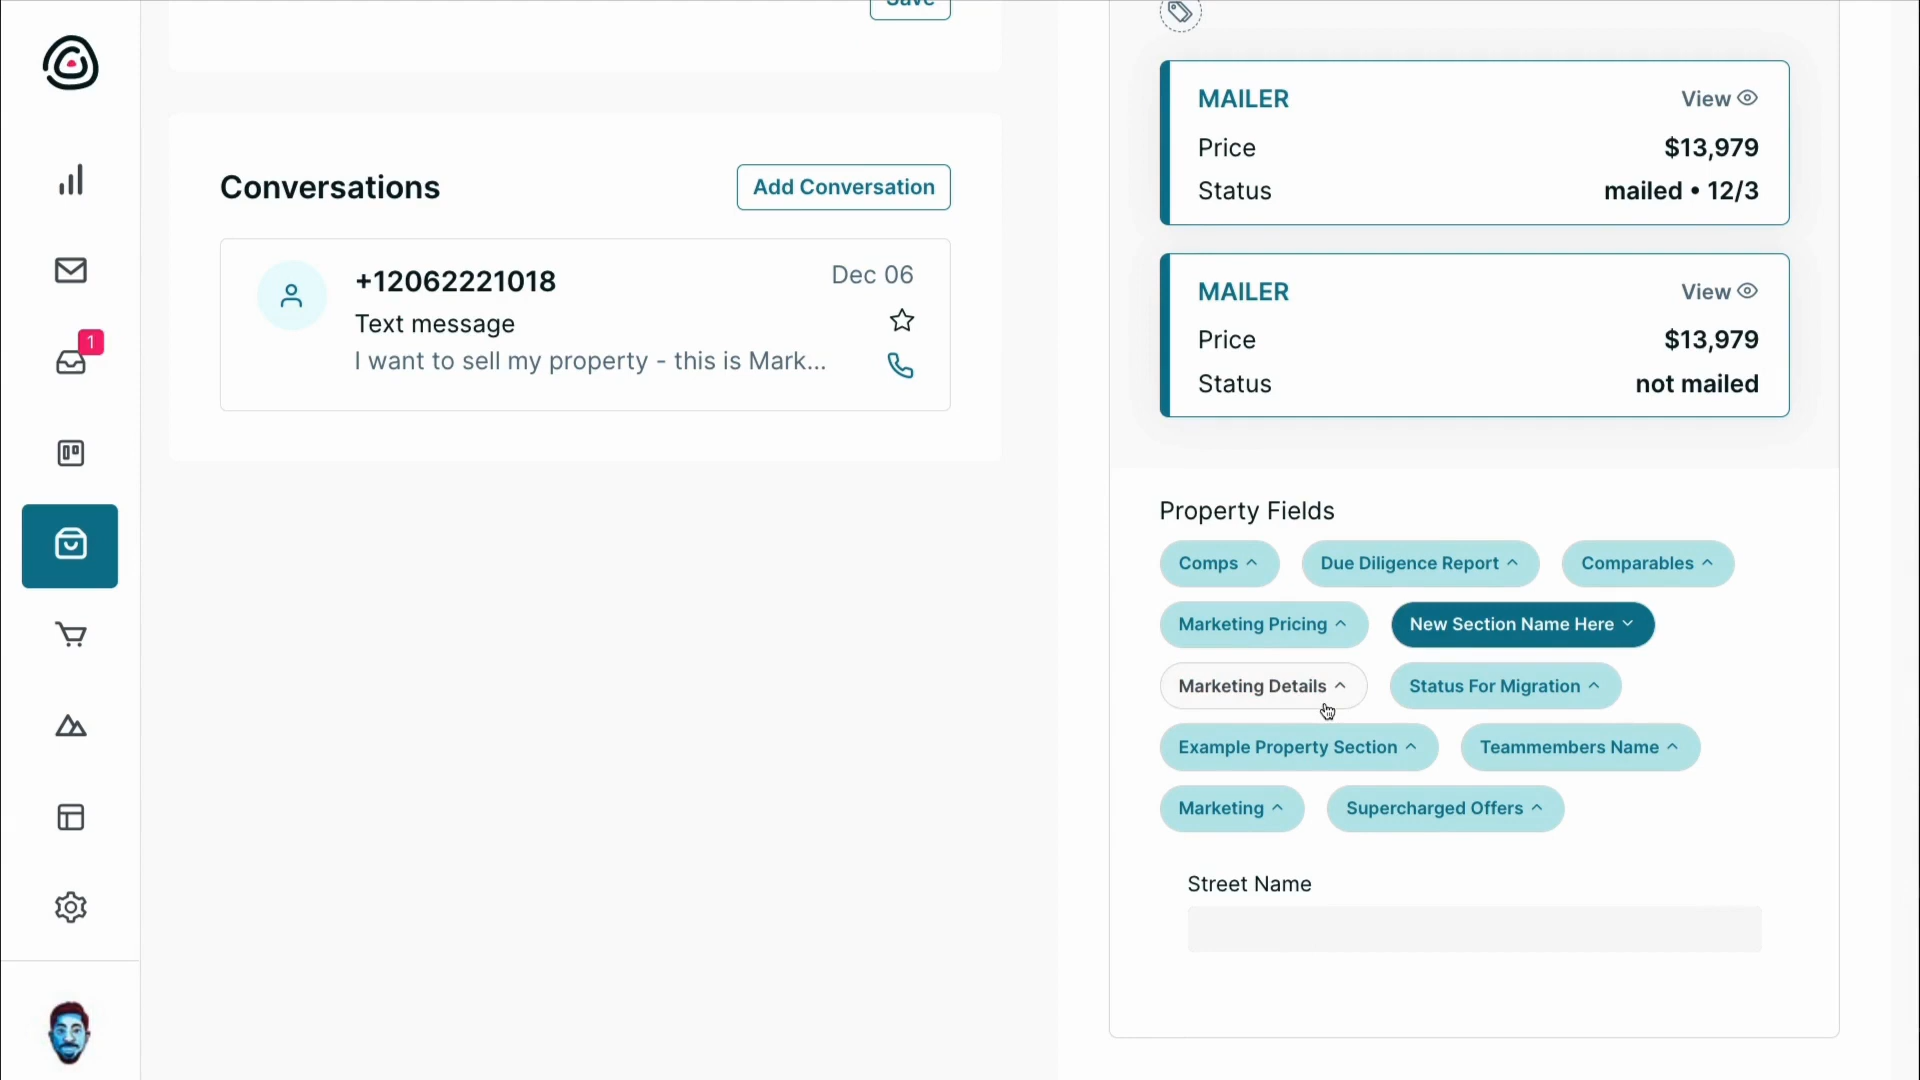 Save
1
Conversations
Add Conversation
+12062221018
Dec 06
Text message
I want to sell my property - this is Mark...
MAILER
View
Price
$13,979
Status
mailed • 12/3
MAILER
View
Price
$13,979
Status
not mailed
Property Fields
Comps
Due Diligence Report
Comparables
Marketing Pricing
New Section Name Here
Marketing Details
Status For Migration
Example Property Section
Teammembers Name
Marketing
Supercharged Offers
Street Name